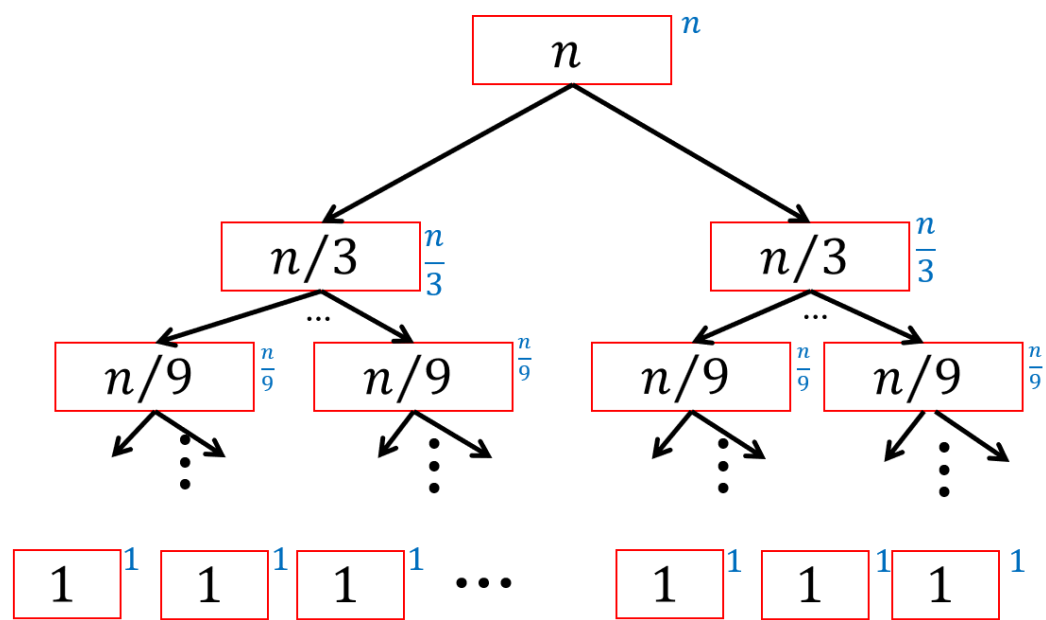 n n
n/3 n/3 n/3 n/3
... ...
n/9 n/9 n/9 n/9 n/9 n/9 n/9 n/9
1 1 1 1 1 1 ... 1 1 1 1 1 1